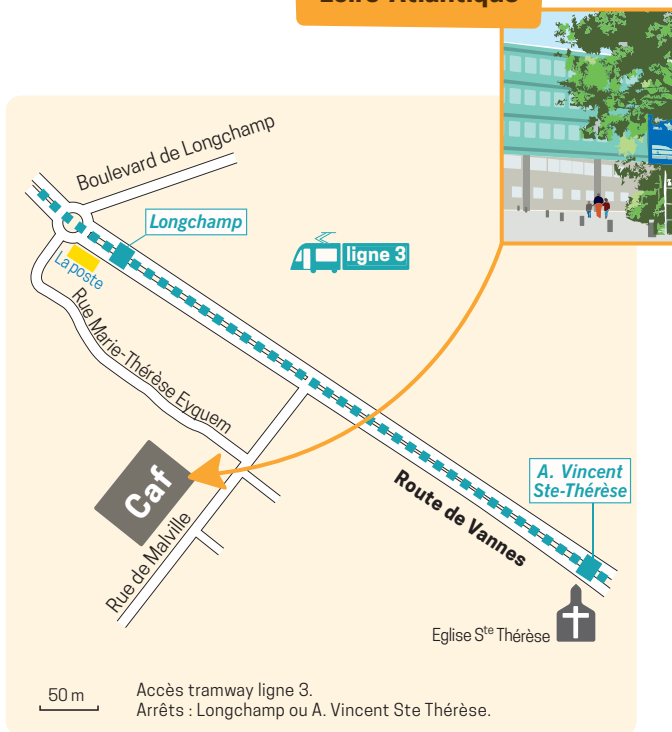 Loire-Atlantique
Boulevard de Longchamp
Longchamp
ligne 3
La poste
Rue Marie-Thérèse Eyquem
A. Vincent
Ste-Thérèse
Caf
Route de Vannes
Rue de Malville
Eglise Ste Thérèse
50 m
Accès tramway ligne 3.
Arrêts : Longchamp ou A. Vincent Ste Thérèse.